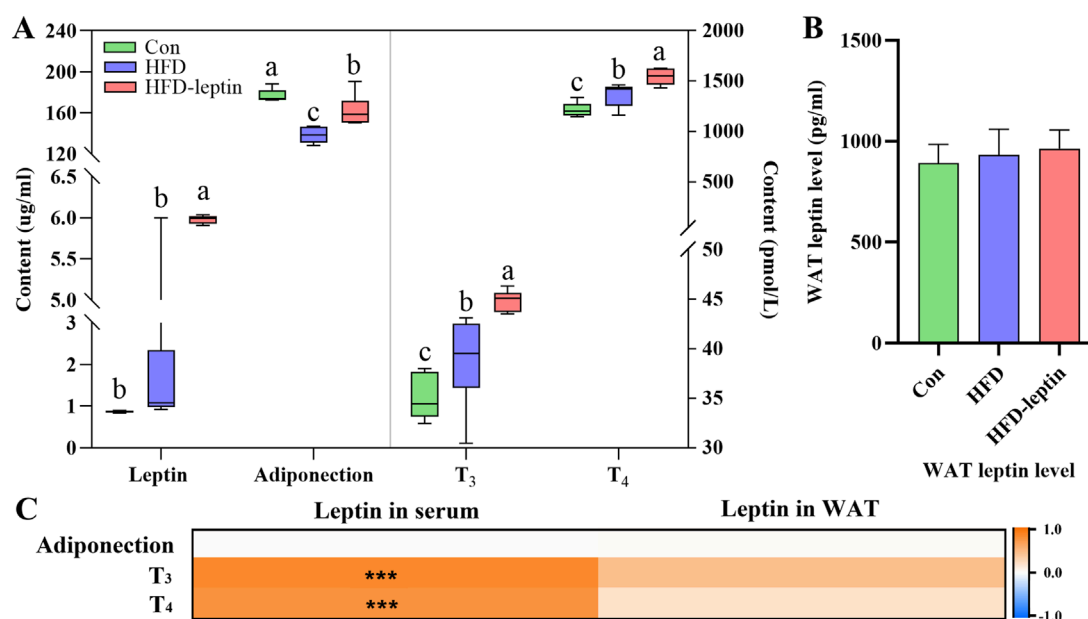 A
B
240
200
160
120
6.5
6.0
5.5
5.0
3
2
1
0
Content (ug/ml)
Con
HFD
HFD-leptin
b
b
a
a
c
b
c
b
a
c
b
a
2000
1500
1000
500
50
45
40
35
30
Content (pmol/L)
Leptin
Adiponection
T3
T4
1500
1000
500
0
WAT leptin level (pg/ml)
Con
HFD
HFD-leptin
WAT leptin level
C
Leptin in serum
Leptin in WAT
Adiponection
T3
***
T4
***
1.0
0.0
-1.0